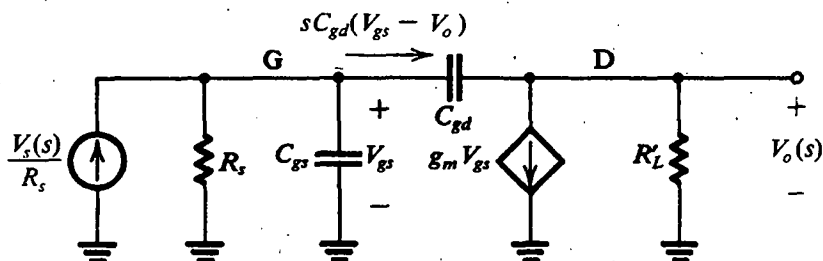 sC_gd(V_gs − V_o)
G
D
+
C_gd
+
V_s(s)
R_s
R_s
C_gs
V_gs
g_m V_gs
R'_L
V_o(s)
−
−